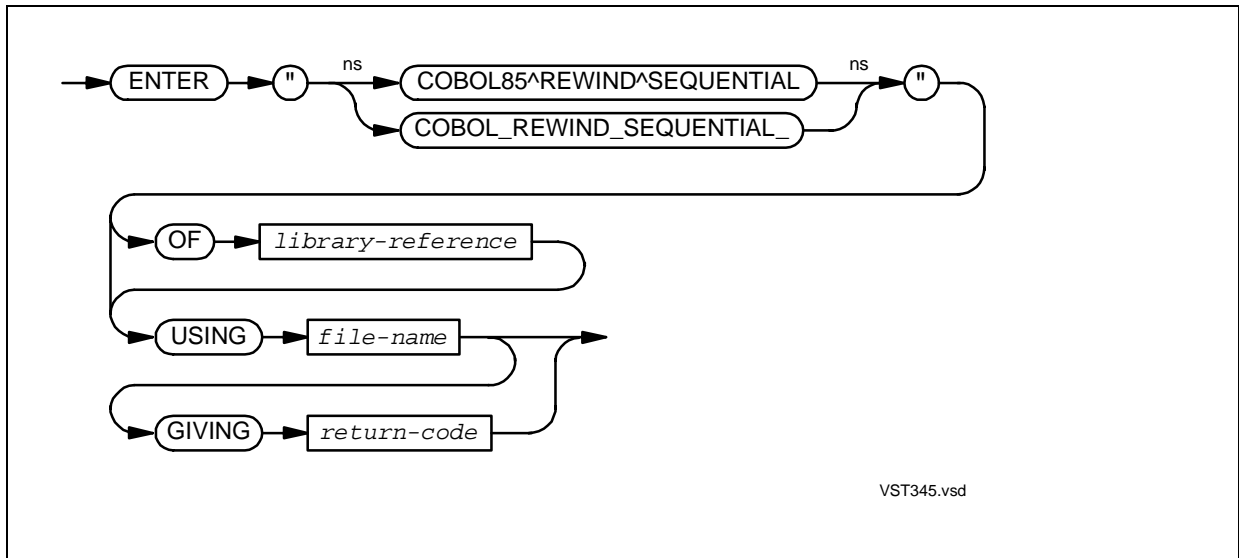 ENTER " ns COBOL85^REWIND^SEQUENTIAL ns "
COBOL_REWIND_SEQUENTIAL_
OF library-reference
USING file-name
GIVING return-code
VST345.vsd